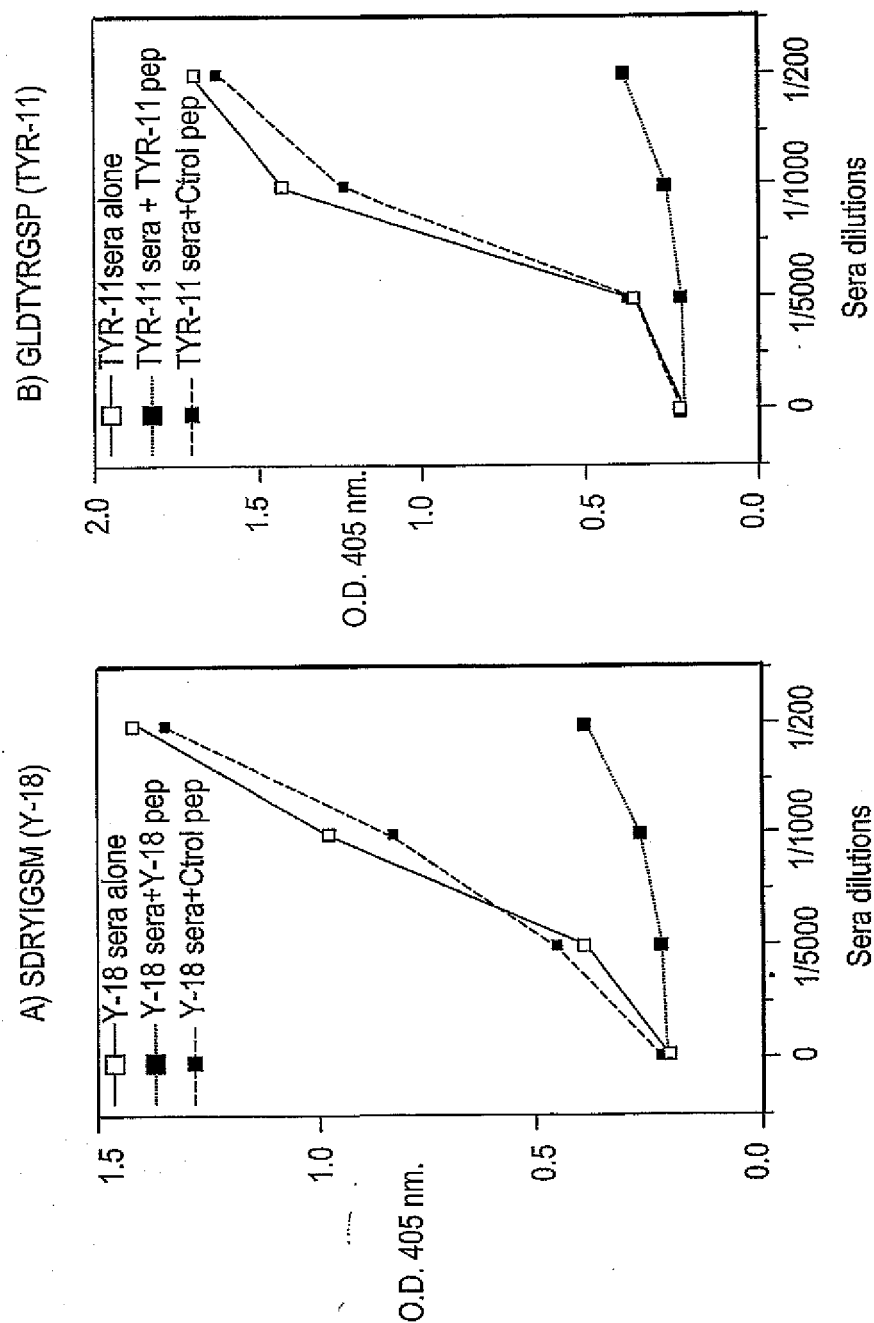 A) SDRYIGSM (Y-18)
Y-18 sera alone
Y-18 sera+Y-18 pep
Y-18 sera+Ctrol pep
1.5
1.0
0.5
0.0
O.D. 405 nm.
0
1/5000
1/1000
1/200
Sera dilutions
B) GLDTYRGSP (TYR-11)
TYR-11sera alone
TYR-11 sera + TYR-11 pep
TYR-11 sera+Ctrol pep
2.0
1.5
1.0
0.5
0.0
O.D. 405 nm.
0
1/5000
1/1000
1/200
Sera dilutions